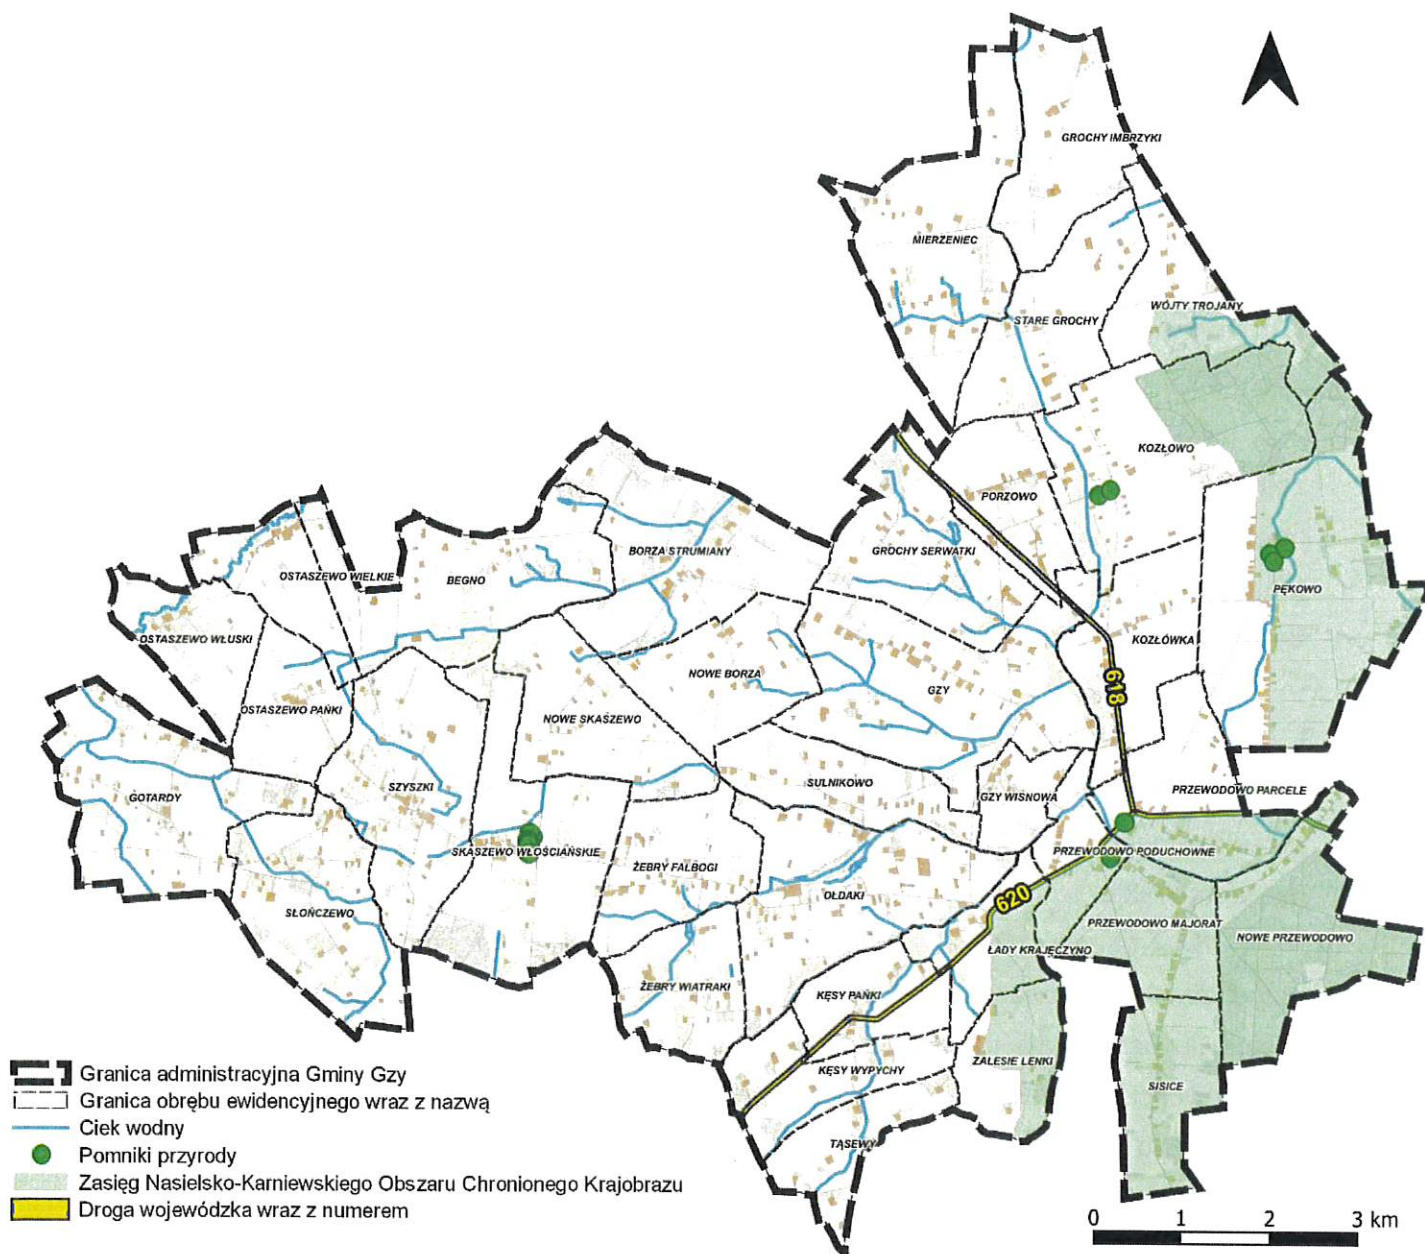 GROCHY IMBRZYKI
MIERZENIEC
WÓJTY TROJANY
STARE GROCHY
KOZŁOWO
PORZOWO
BORZA STRUMIANY
GROCHY SERWATKI
OSTASZEWO WIELKIE
BEGNO
PĘKOWO
OSTASZEWO WŁUSKI
KOZŁÓWKA
NOWE BORZA
GZY
618
OSTASZEWO PAŃKI
NOWE SKASZEWO
SZYSZKI
SULNIKOWO
GOTARDY
GZY WISNOWA
PRZEWODOWO PARCELE
SKASZEWO WŁOŚCIAŃSKIE
PRZEWODOWO PODUCHOWNE
ŻEBRY FALBOGI
OŁDAKI
620
SŁOŃCZEWO
PRZEWODOWO MAJORAT
NOWE PRZEWODOWO
ŁADY KRAJĘCZYNO
ŻEBRY WIATRAKI
KĘSY PAŃKI
ZALESIE LENKI
KĘSY WYPYCHY
SISICE
TĄSEWY
Granica administracyjna Gminy Gzy
Granica obrębu ewidencyjnego wraz z nazwą
Ciek wodny
Pomniki przyrody
Zasięg Nasielsko-Karniewskiego Obszaru Chronionego Krajobrazu
Droga wojewódzka wraz z numerem
0 1 2 3 km